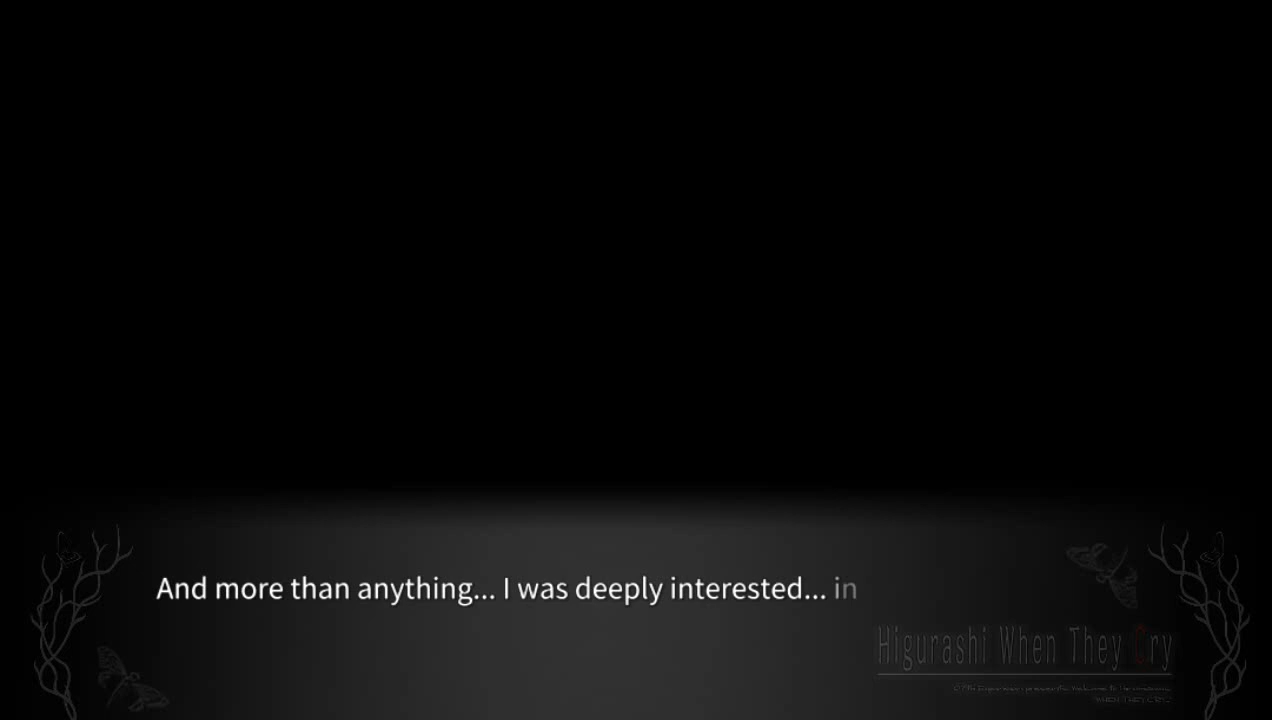 And more than anything... I was deeply interested... in
Higurashi When They Cry